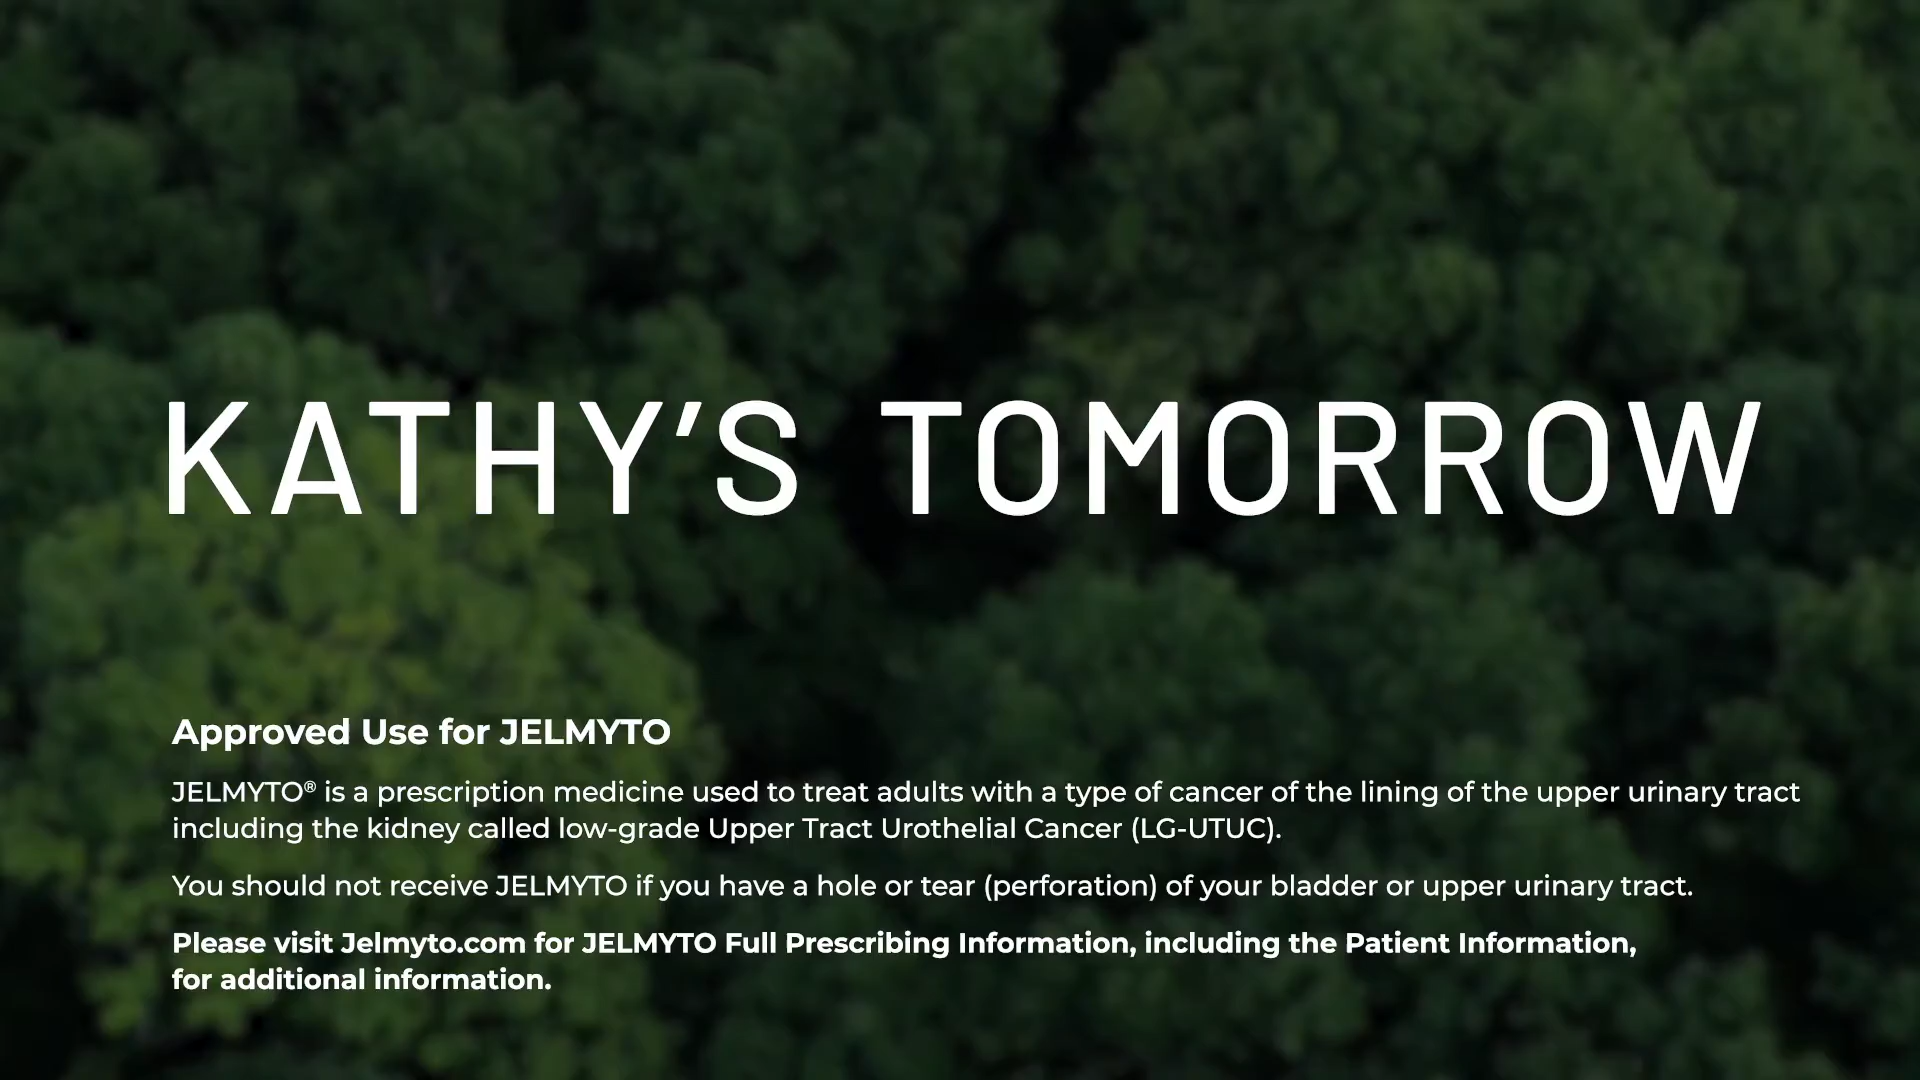 KATHY’S TOMORROW
Approved Use for JELMYTO
JELMYTO® is a prescription medicine used to treat adults with a type of cancer of the lining of the upper urinary tract
including the kidney called low-grade Upper Tract Urothelial Cancer (LG-UTUC).
You should not receive JELMYTO if you have a hole or tear (perforation) of your bladder or upper urinary tract.
Please visit Jelmyto.com for JELMYTO Full Prescribing Information, including the Patient Information,
for additional information.